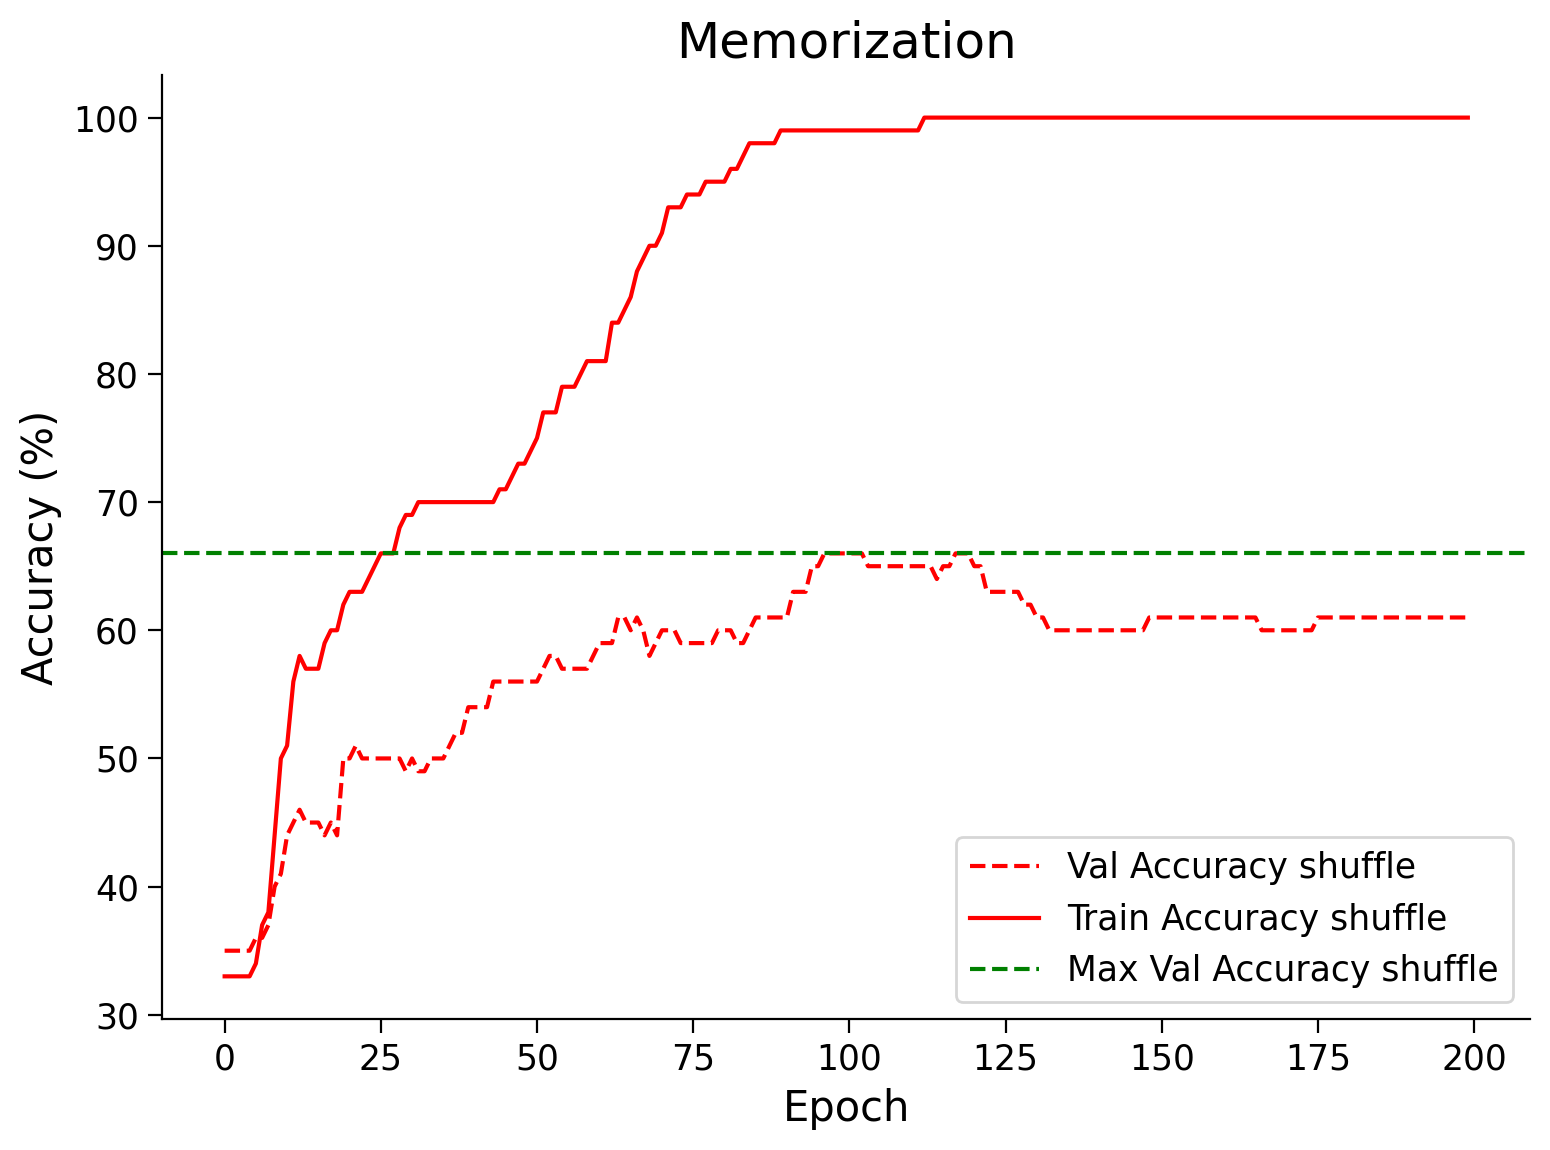 Memorization
Accuracy (%)
100
90
80
70
60
50
40
30
Val Accuracy shuffle
Train Accuracy shuffle
Max Val Accuracy shuffle
0 25 50 75 100 125 150 175 200
Epoch